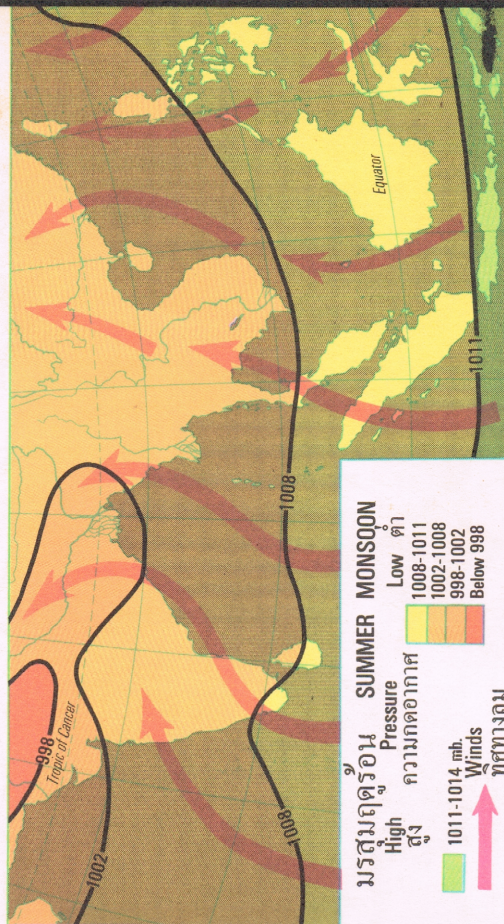 Equator
1011
1008
1008
998
Tropic of Cancer
1002
มรสุมฤดูร้อน SUMMER MONSOON
High Pressure Low
สูง ความกดอากาศ ต่ำ
1011-1014 mb.
1008-1011
1002-1008
998-1002
Below 998
Winds
ทิศทางลม